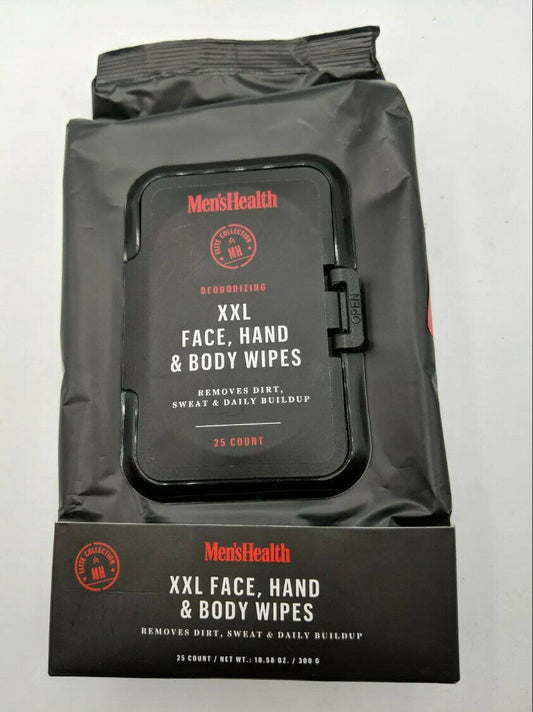 Men'sHealth
ELITE COLLECTION
MH
DEODORIZING
XXL
FACE, HAND
& BODY WIPES
REMOVES DIRT,
SWEAT & DAILY BUILDUP
25 COUNT
OPEN
Men'sHealth
ELITE COLLECTION
MH
XXL FACE, HAND
& BODY WIPES
REMOVES DIRT, SWEAT & DAILY BUILDUP
25 COUNT / NET WT.: 10.58 OZ. / 300 G